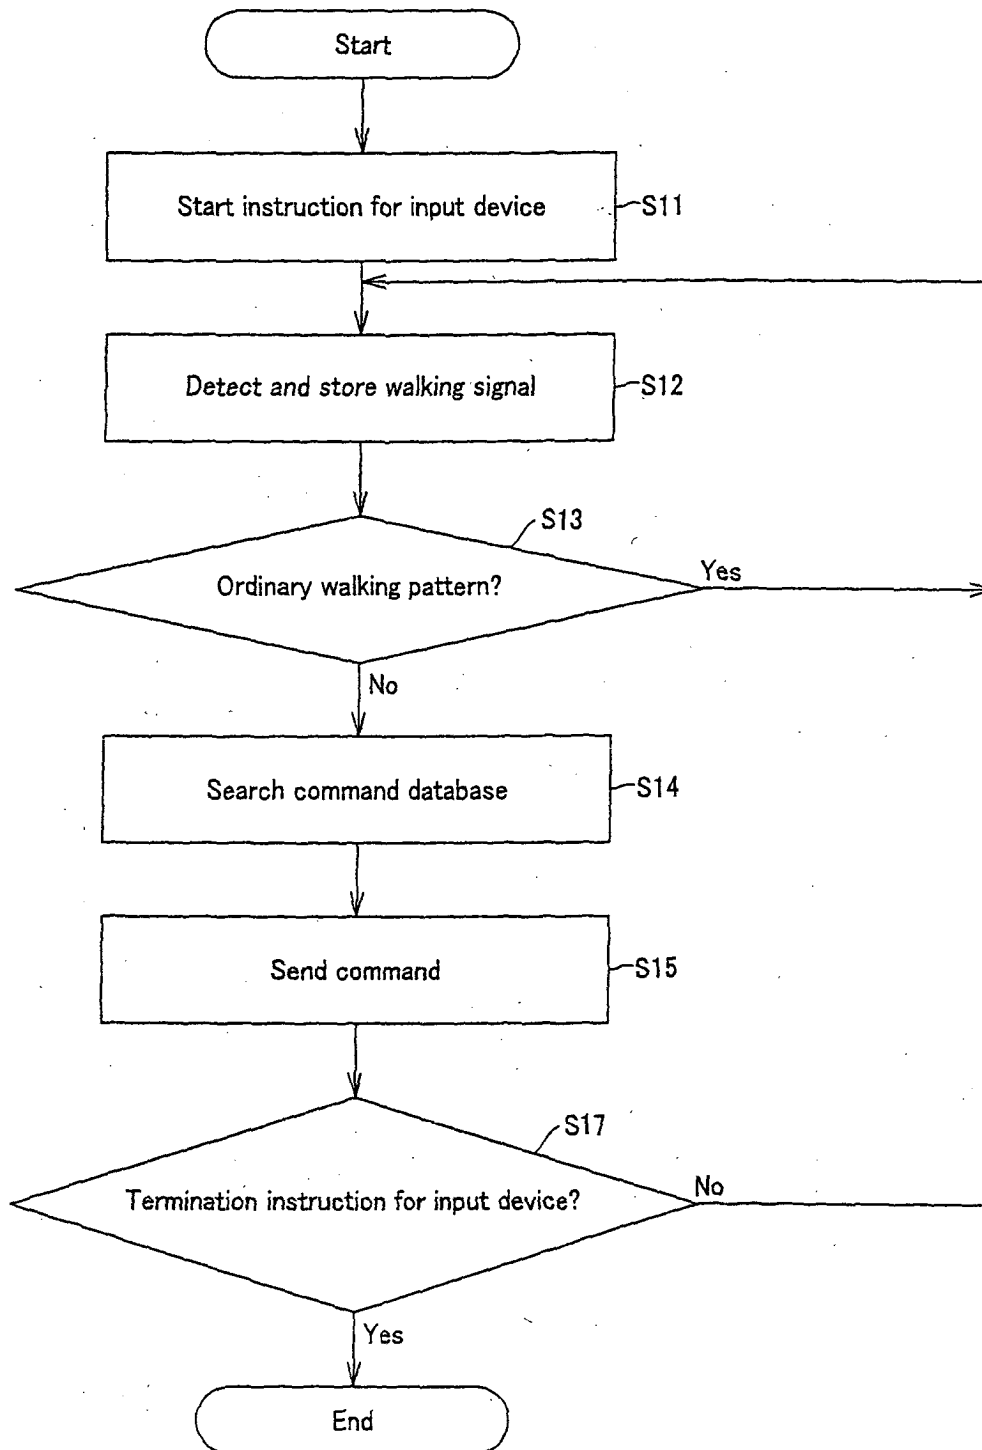 Start
Start instruction for input device
S11
Detect and store walking signal
S12
S13
Ordinary walking pattern?
Yes
No
Search command database
S14
Send command
S15
S17
Termination instruction for input device?
No
Yes
End